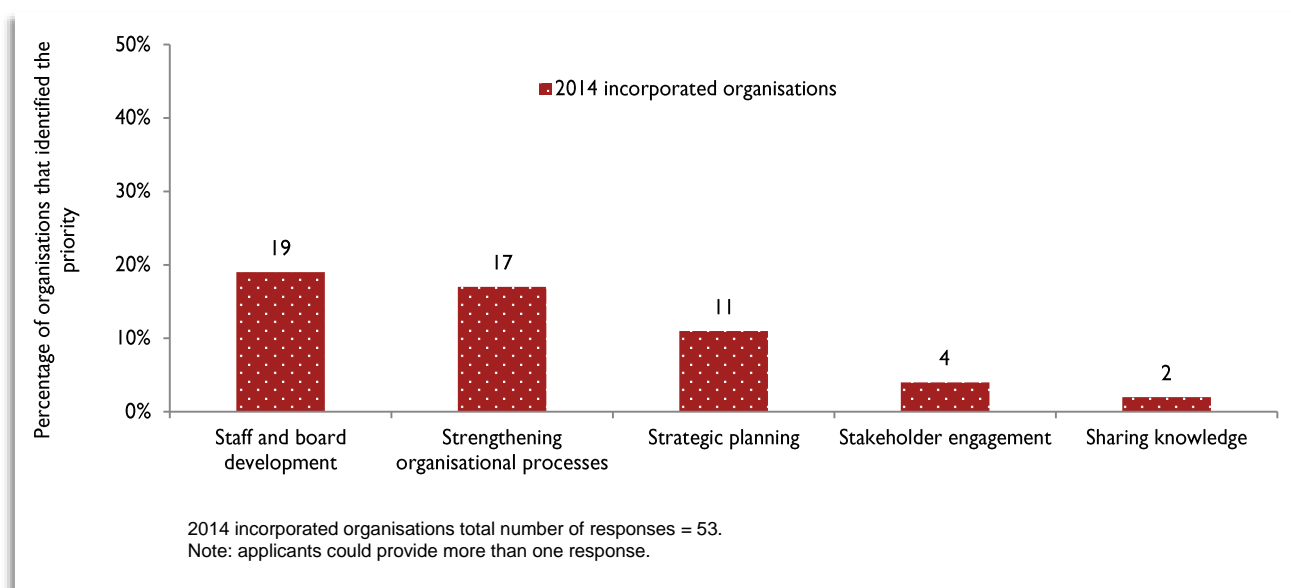 Percentage of organisations that identified the
priority
50%
40%
30%
20%
10%
0%
2014 incorporated organisations
19
17
11
4
2
Staff and board
development
Strengthening
organisational processes
Strategic planning
Stakeholder engagement
Sharing knowledge
2014 incorporated organisations total number of responses = 53.
Note: applicants could provide more than one response.